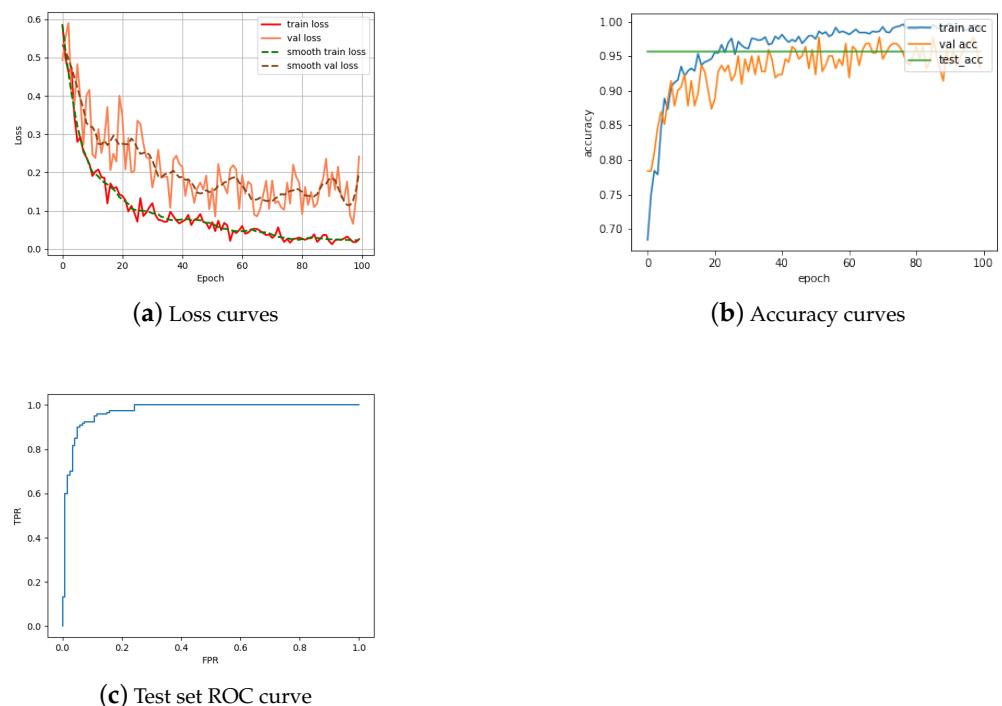 0.6
0.5
0.4
0.3
0.2
0.1
0.0
Loss
0 20 40 60 80 100
Epoch
train loss
val loss
smooth train loss
smooth val loss
(a) Loss curves
1.00
0.95
0.90
0.85
0.80
0.75
0.70
accuracy
0 20 40 60 80 100
epoch
train acc
val acc
test_acc
(b) Accuracy curves
1.0
0.8
0.6
0.4
0.2
0.0
TPR
0.0 0.2 0.4 0.6 0.8 1.0
FPR
(c) Test set ROC curve